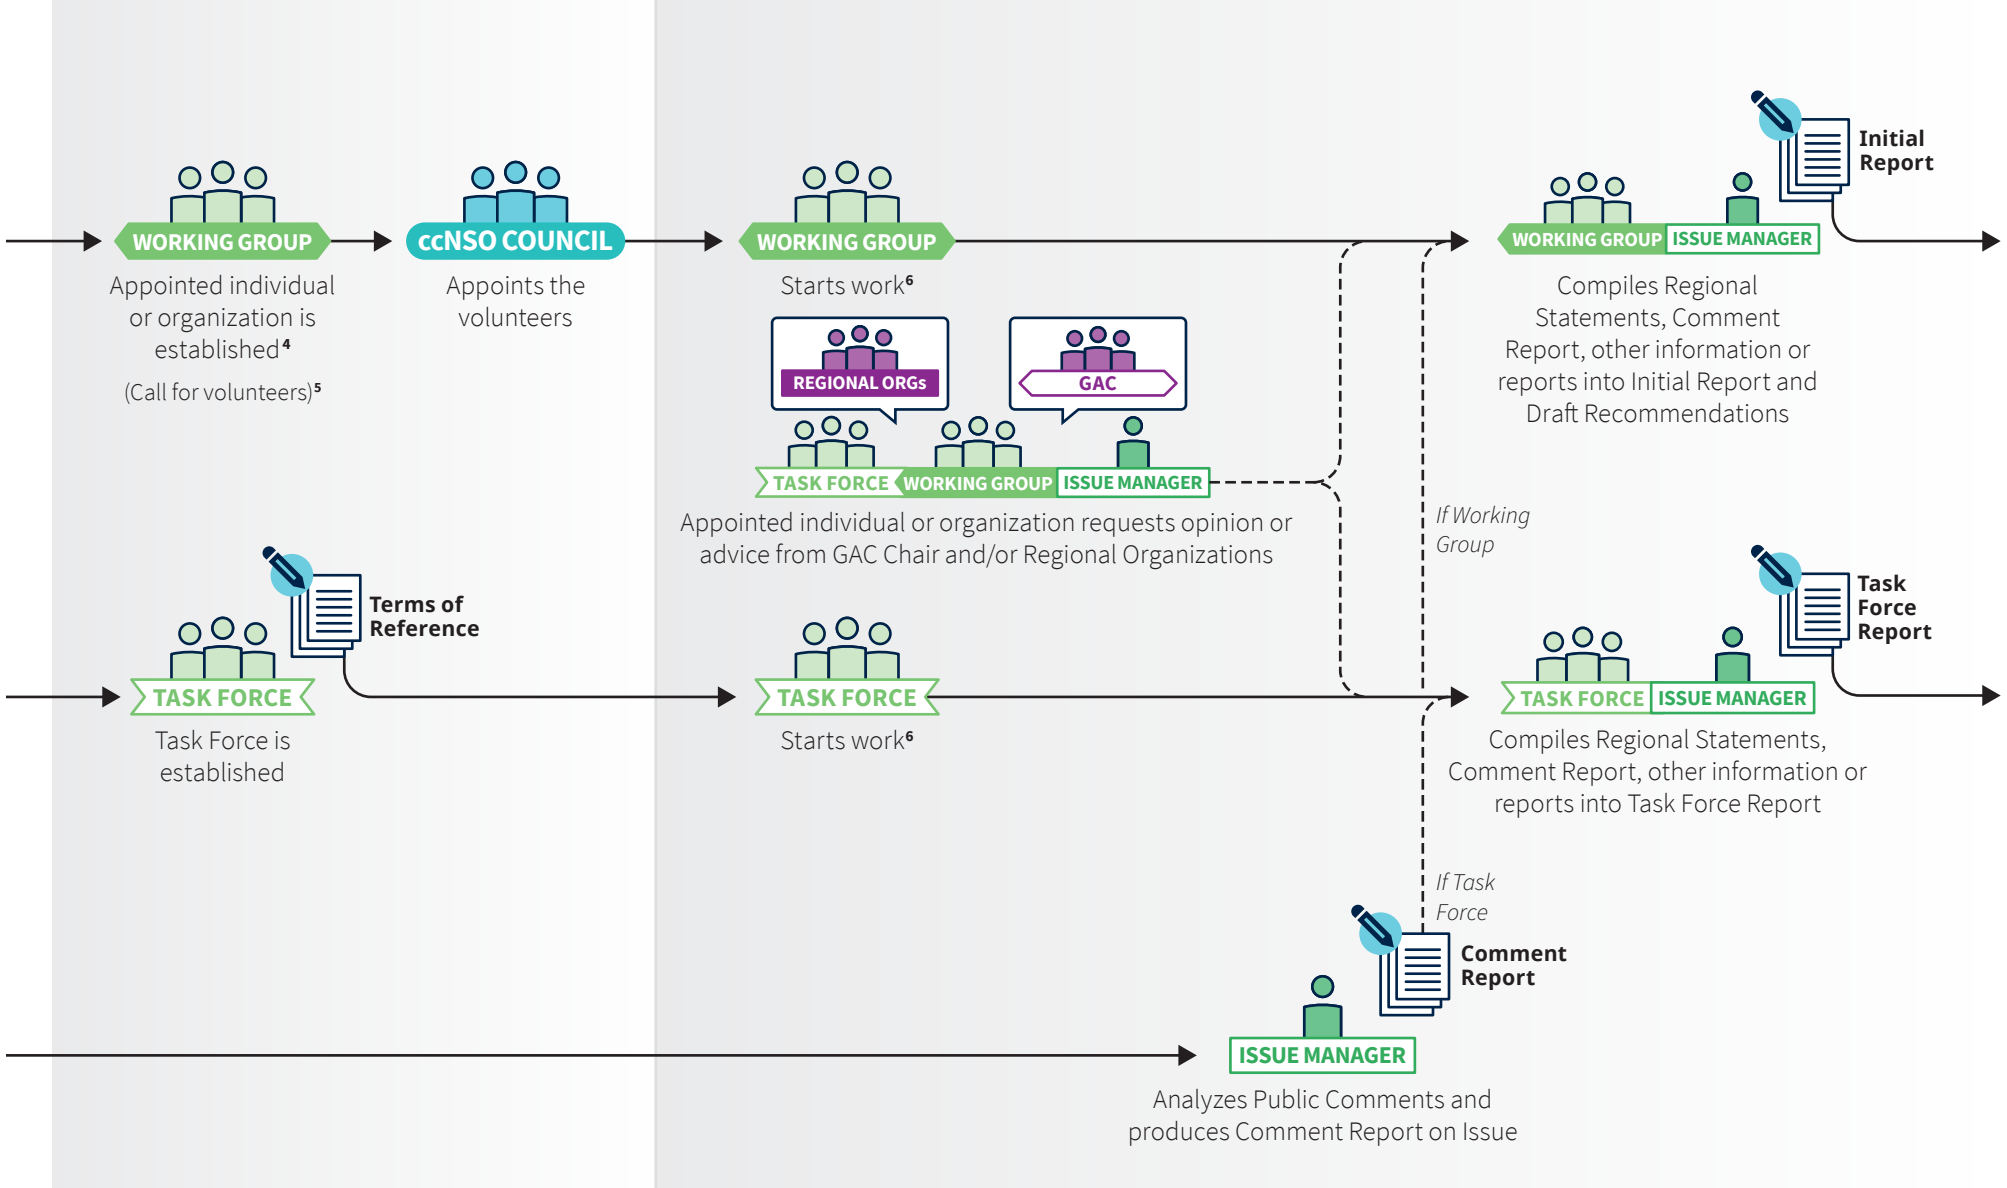 Initial
Report
WORKING GROUP
Appointed individual
or organization is
established4
(Call for volunteers)5
ccNSO COUNCIL
Appoints the
volunteers
WORKING GROUP
Starts work6
REGIONAL ORGs
GAC
TASK FORCE
WORKING GROUP
ISSUE MANAGER
Appointed individual or organization requests opinion or
advice from GAC Chair and/or Regional Organizations
WORKING GROUP
ISSUE MANAGER
Compiles Regional
Statements, Comment
Report, other information or
reports into Initial Report and
Draft Recommendations
If Working
Group
Terms of
Reference
TASK FORCE
Task Force is
established
TASK FORCE
Starts work6
Task
Force
Report
TASK FORCE
ISSUE MANAGER
Compiles Regional Statements,
Comment Report, other information or
reports into Task Force Report
If Task
Force
Comment
Report
ISSUE MANAGER
Analyzes Public Comments and
produces Comment Report on Issue